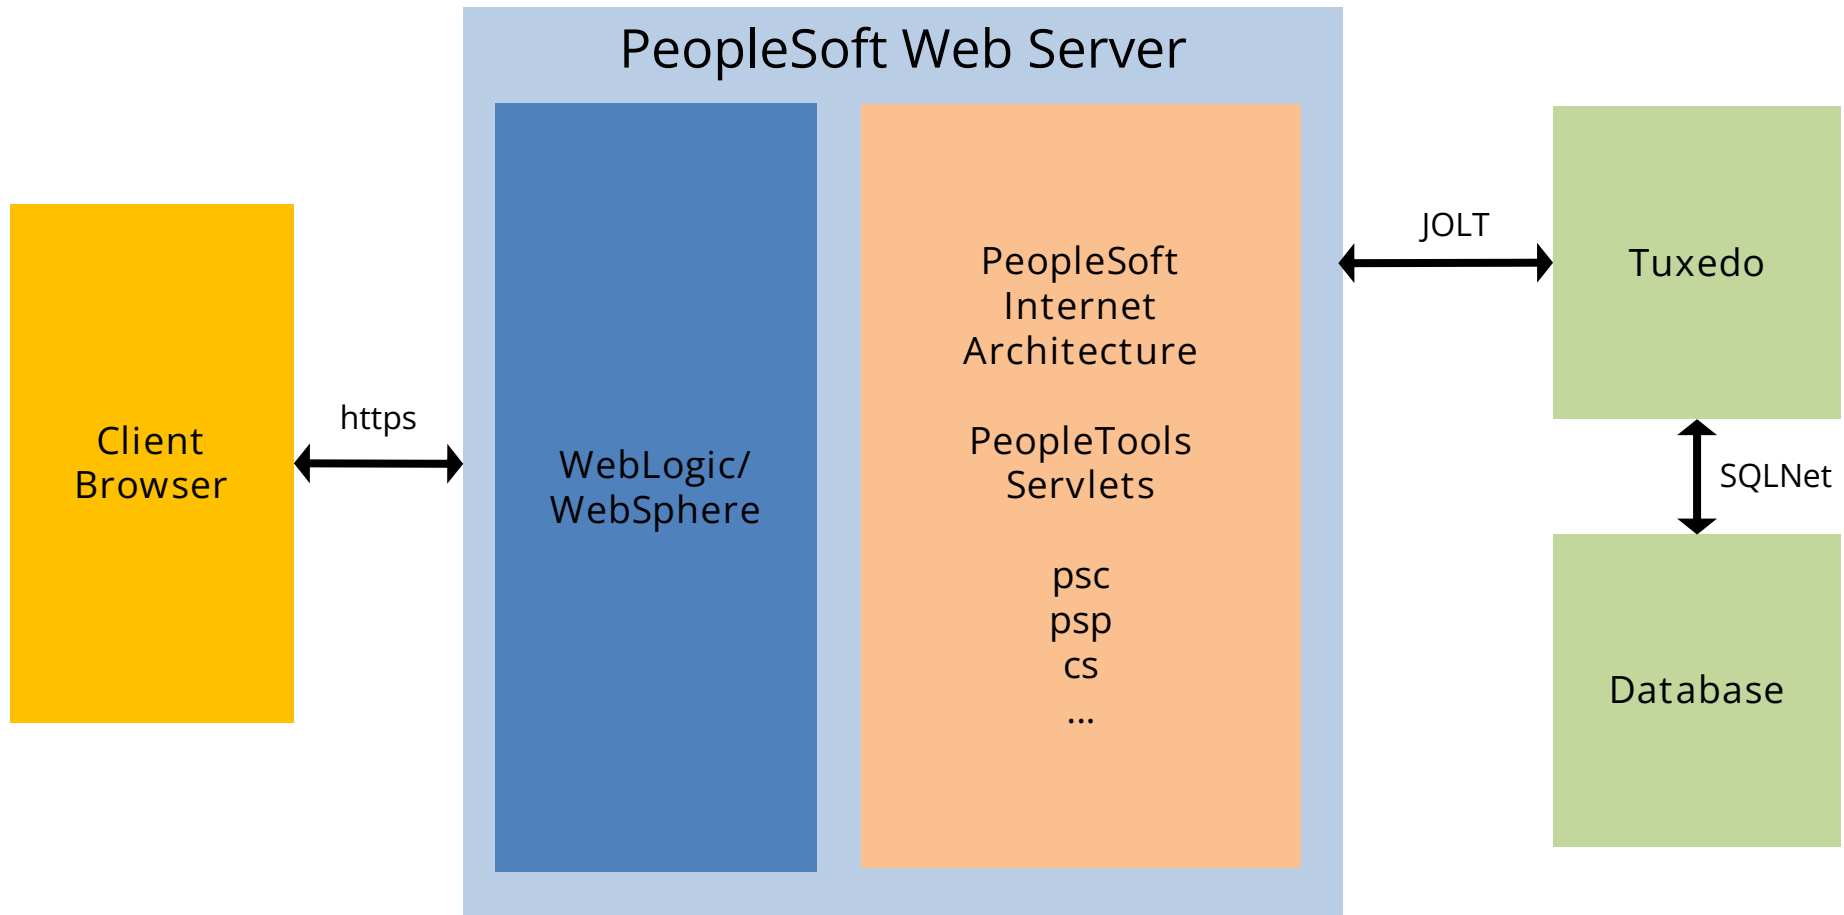 PeopleSoft Web Server
Client
Browser
https
WebLogic/
WebSphere
PeopleSoft
Internet
Architecture
PeopleTools
Servlets
psc
psp
cs
...
JOLT
Tuxedo
SQLNet
Database